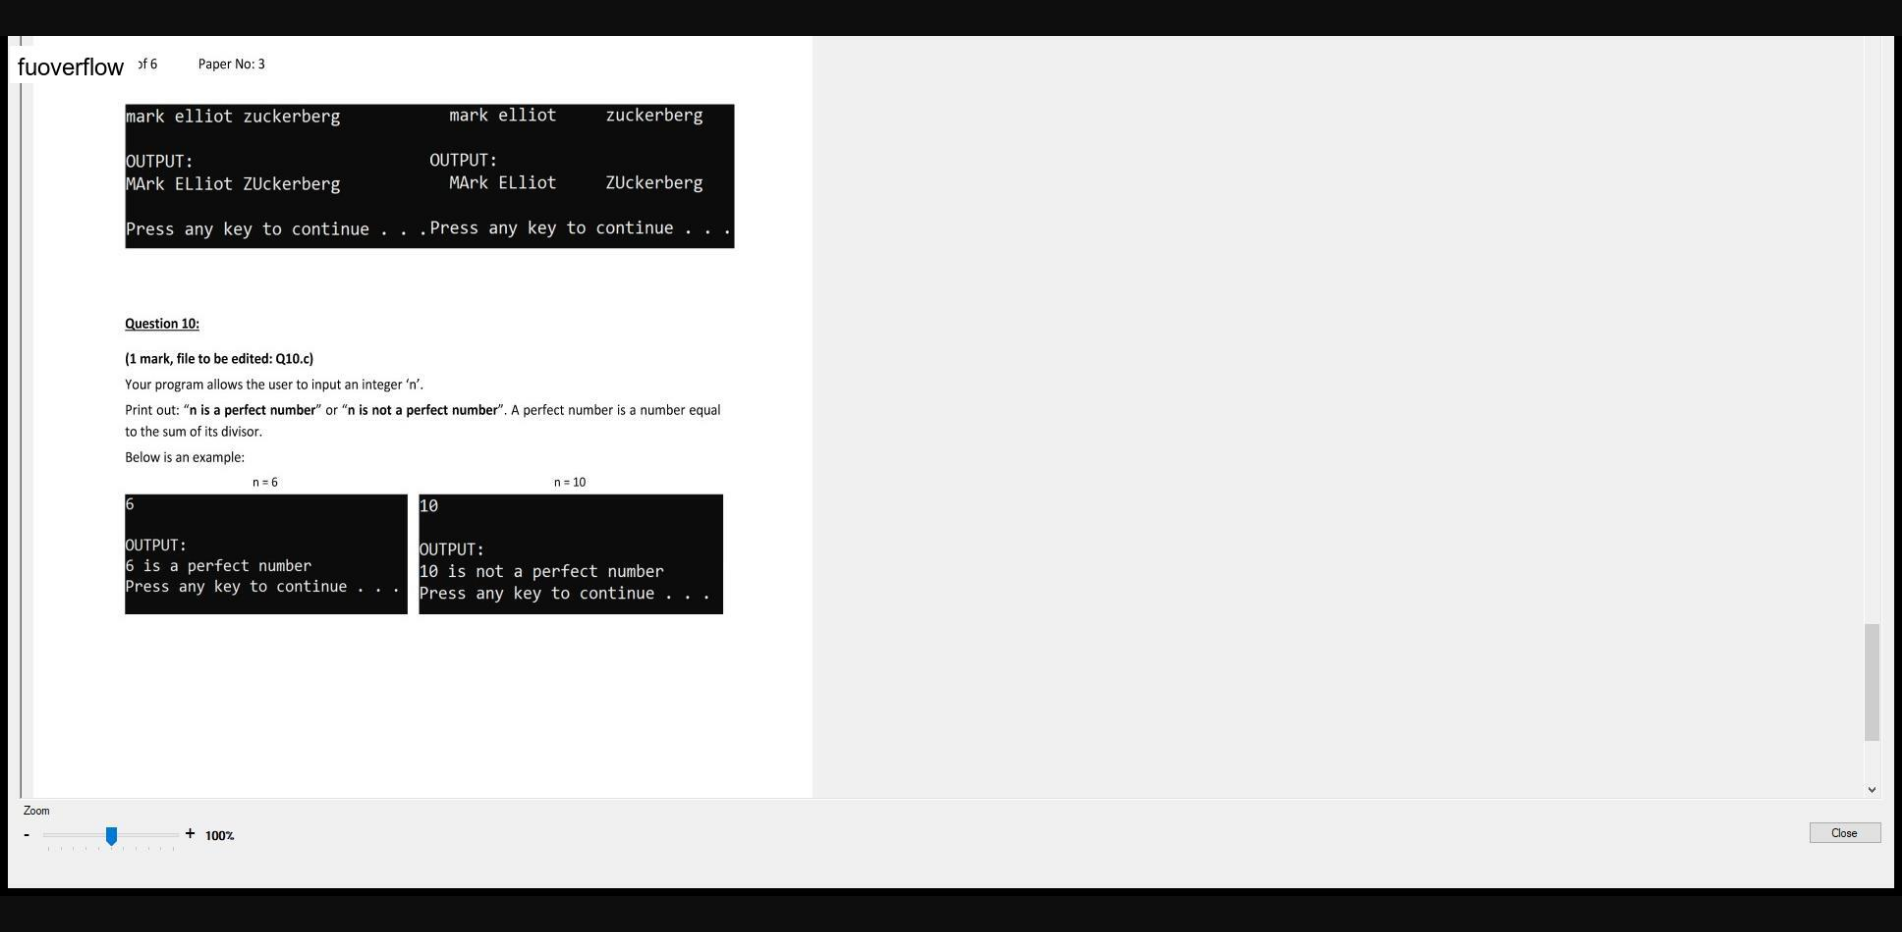 fuoverflow of 6 Paper No: 3
mark elliot zuckerberg
OUTPUT:
MArk ELliot ZUckerberg
Press any key to continue . . .
mark elliot     zuckerberg
OUTPUT:
MArk ELliot     ZUckerberg
Press any key to continue . . .
Question 10:
(1 mark, file to be edited: Q10.c)
Your program allows the user to input an integer ‘n’.
Print out: “n is a perfect number” or “n is not a perfect number”. A perfect number is a number equal
to the sum of its divisor.
Below is an example:
n = 6
6
OUTPUT:
6 is a perfect number
Press any key to continue . . .
n = 10
10
OUTPUT:
10 is not a perfect number
Press any key to continue . . .
Zoom
- + 100%
Close